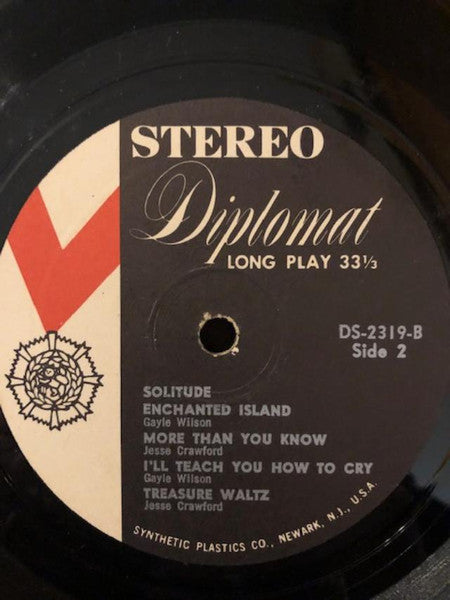 STEREO
Diplomat
LONG PLAY 33⅓
DS-2319-B
Side 2
SOLITUDE
ENCHANTED ISLAND
Gayle Wilson
MORE THAN YOU KNOW
Jesse Crawford
I'LL TEACH YOU HOW TO CRY
Gayle Wilson
TREASURE WALTZ
Jesse Crawford
SYNTHETIC PLASTICS CO., NEWARK, N.J., U.S.A.